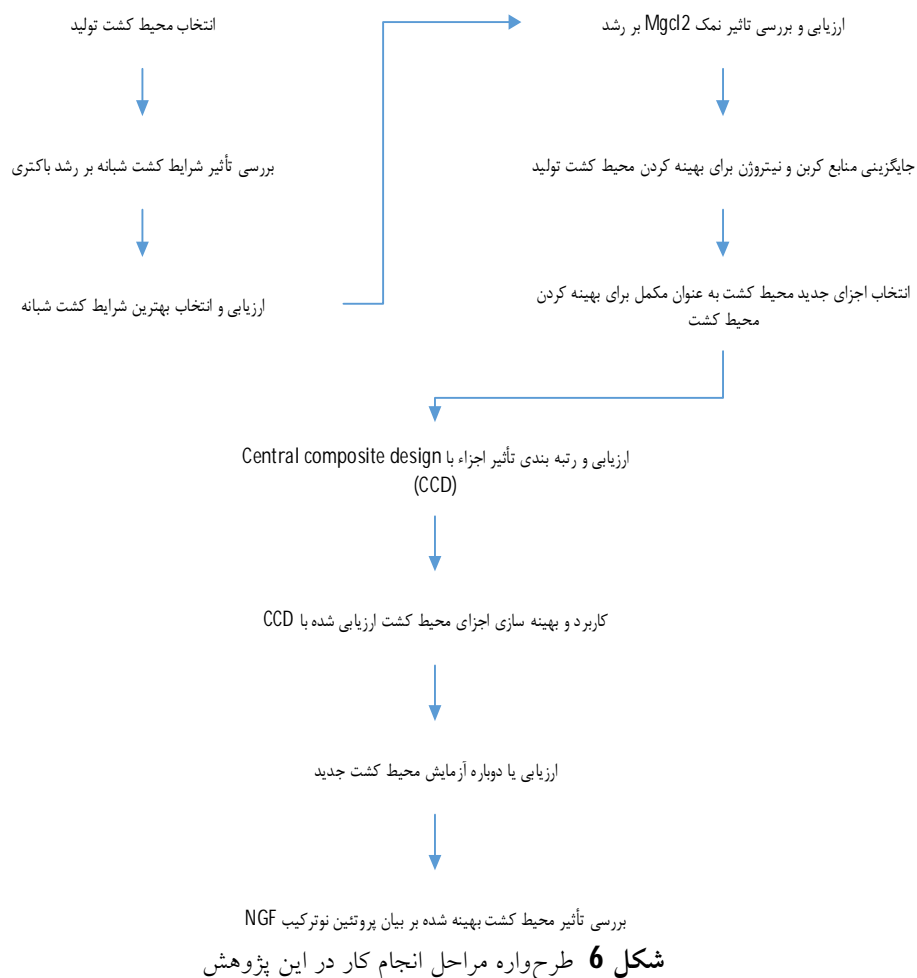 انتخاب محیط کشت تولید
بررسی تأثیر شرایط کشت شبانه بر رشد باکتری
ارزیابی و انتخاب بهترین شرایط کشت شبانه
ارزیابی و بررسی تاثیر نمک Mgcl2 بر رشد
جایگزینی منابع کربن و نیتروژن برای بهینه کردن محیط کشت تولید
انتخاب اجزای جدید محیط کشت به عنوان مکمل برای بهینه کردن
محیط کشت
ارزیابی و رتبه بندی تأثیر اجزاء با Central composite design
(CCD)
کاربرد و بهینه سازی اجزای محیط کشت ارزیابی شده با CCD
ارزیابی یا دوباره آزمایش محیط کشت جدید
بررسی تأثیر محیط کشت بهینه شده بر بیان پروتئین نوترکیب NGF
شکل 6 طرح‌واره مراحل انجام کار در این پژوهش